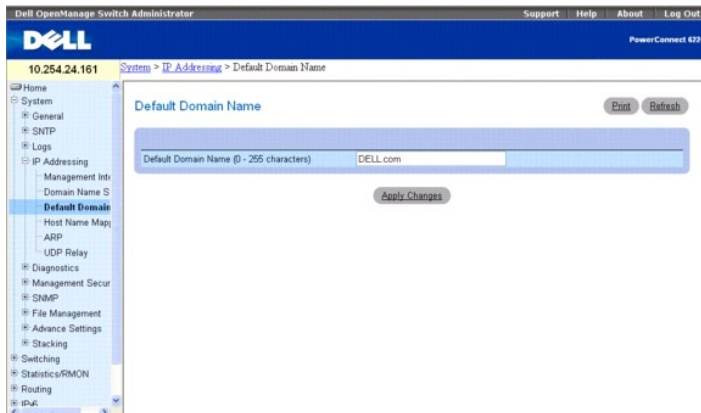 Dell OpenManage Switch Administrator
Support Help About Log Out
DELL
PowerConnect 622
10.254.24.161
System > IP Addressing > Default Domain Name
Home
System
General
SNTP
Logs
IP Addressing
Management Inte
Domain Name S
Default Domain
Host Name Mapp
ARP
UDP Relay
Diagnostics
Management Secur
SNMP
File Management
Advance Settings
Stacking
Switching
Statistics/RMON
Routing
IPv6
Default Domain Name
Print Refresh
Default Domain Name (0 - 255 characters) DELL.com
Apply Changes